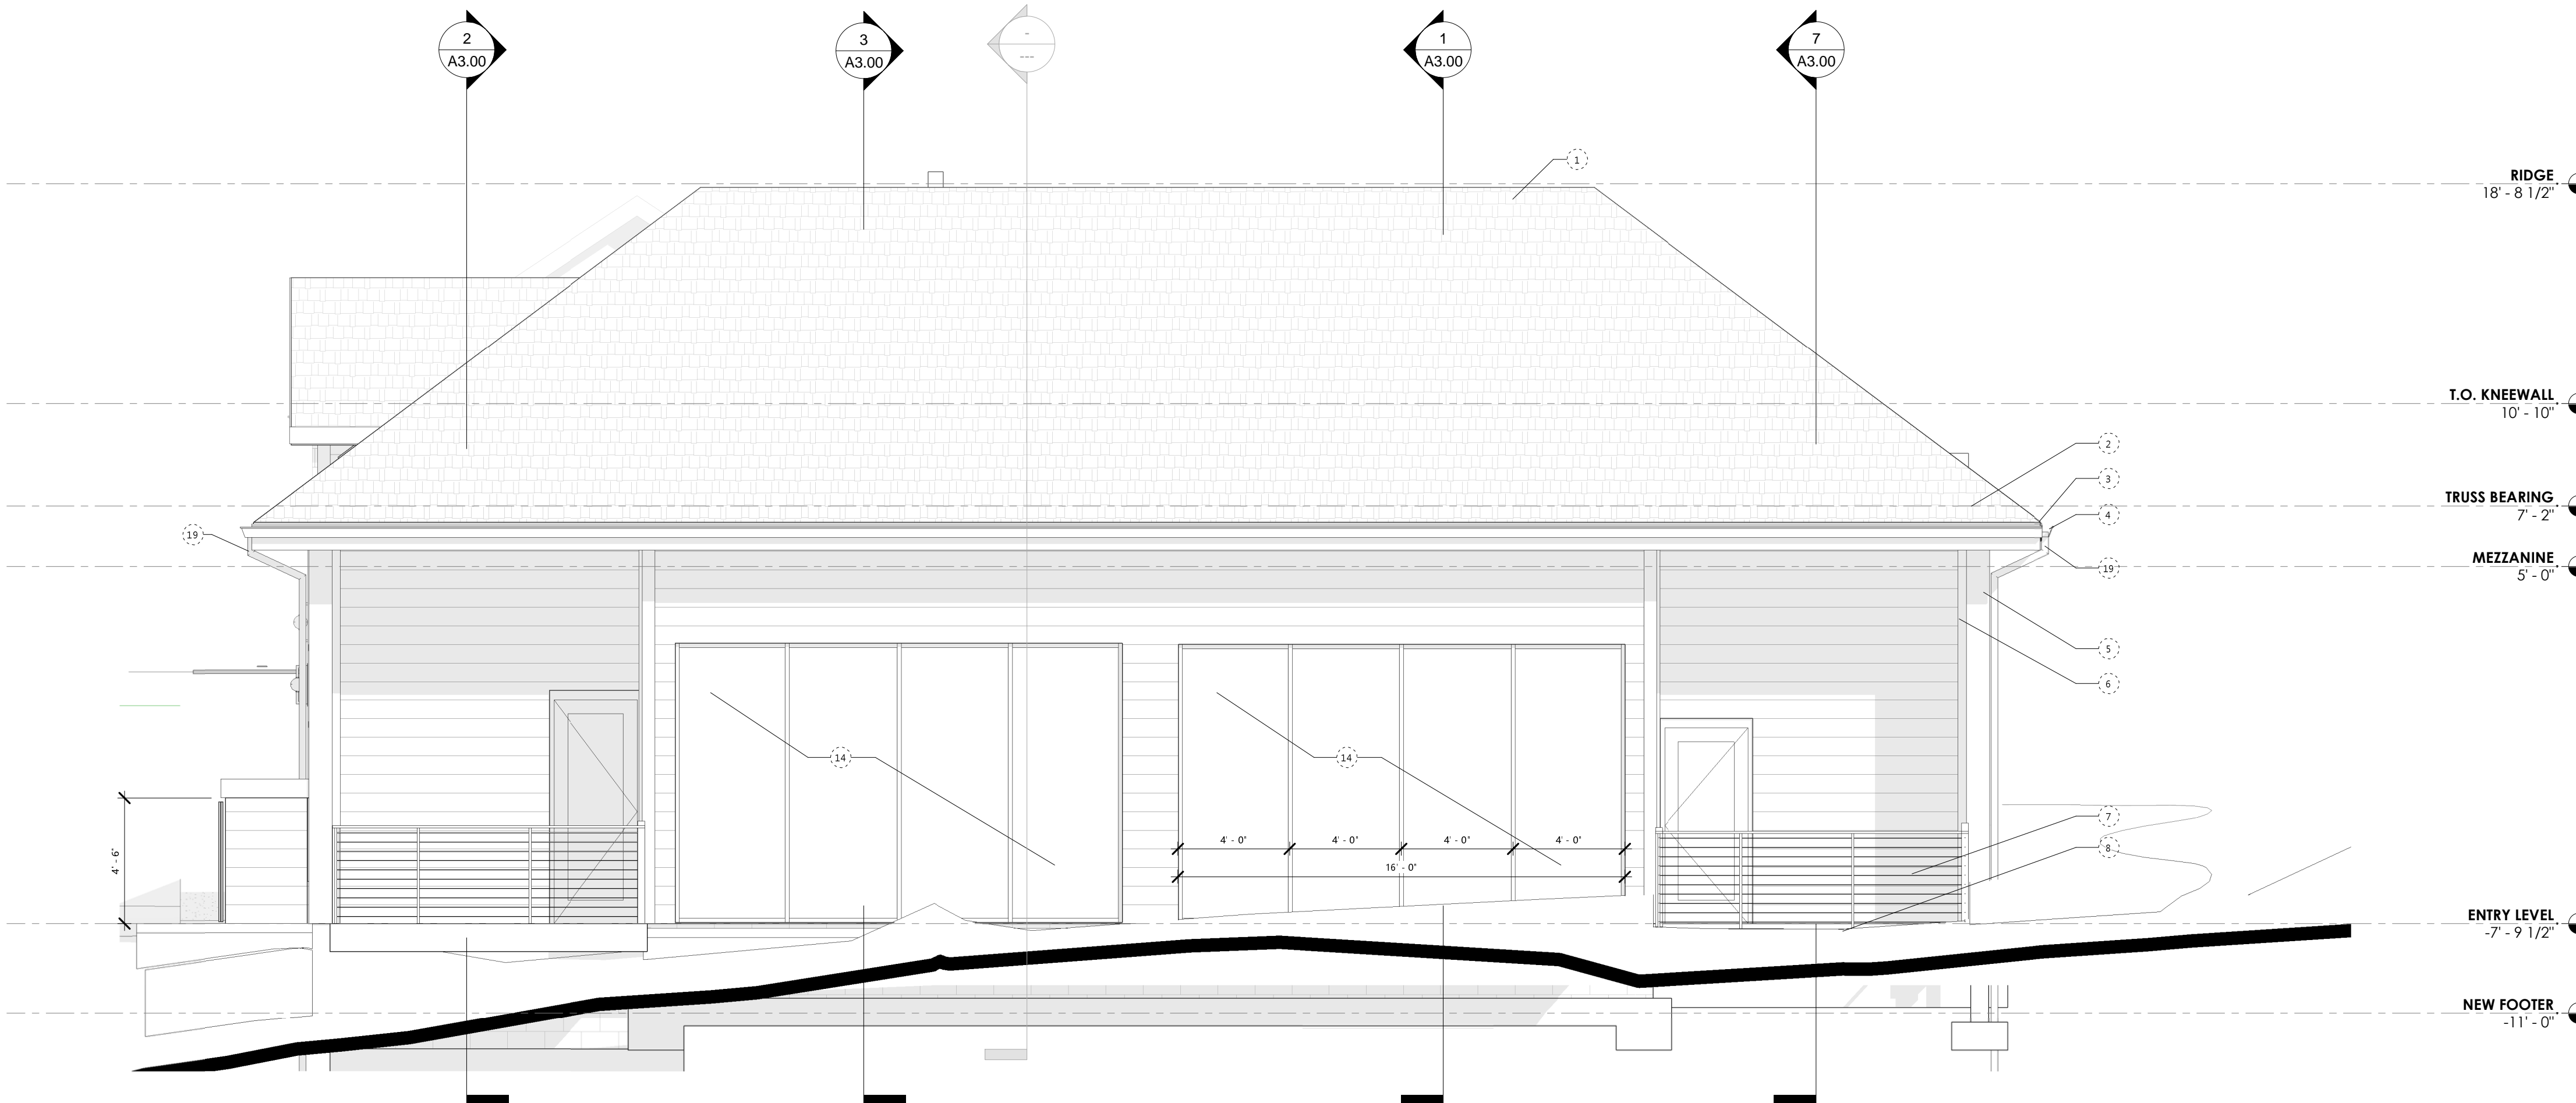 2
A3.00
3
A3.00
-
---
1
A3.00
7
A3.00
1
RIDGE
18' - 8 1/2"
T.O. KNEEWALL
10' - 10"
2
3
TRUSS BEARING
7' - 2"
4
19
MEZZANINE
5' - 0"
19
5
6
14
14
4' - 6"
4' - 0"
4' - 0"
4' - 0"
4' - 0"
16' - 0"
7
8
ENTRY LEVEL
-7' - 9 1/2"
NEW FOOTER
-11' - 0"